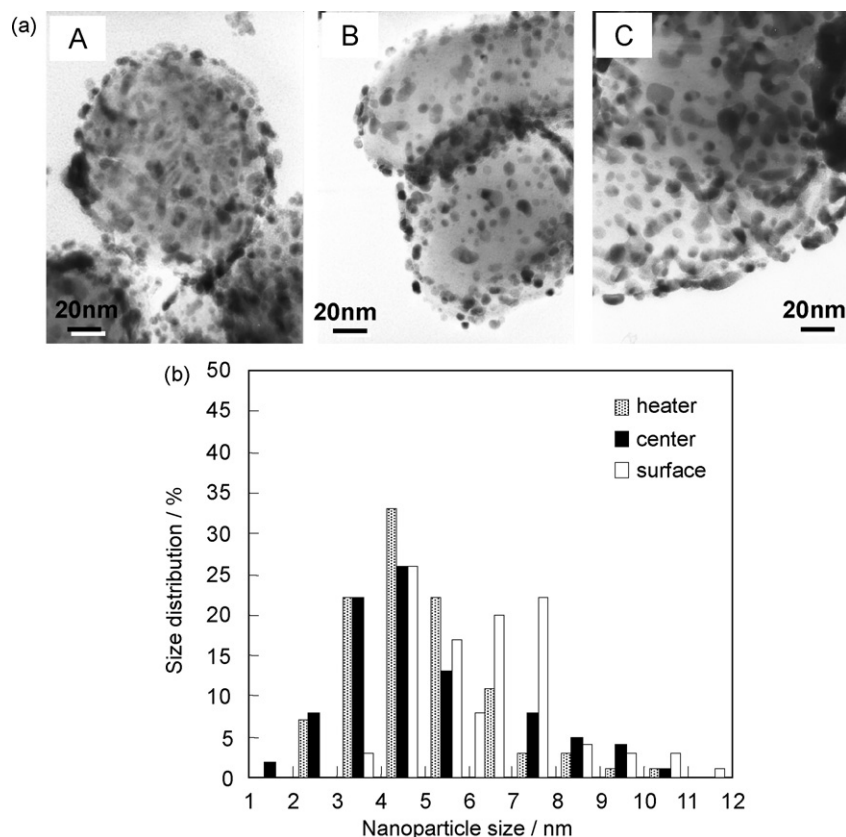 (a)
A
B
C
20nm
20nm
20nm
(b)
50
45
40
35
30
25
20
15
10
5
0
Size distribution / %
heater
center
surface
1 2 3 4 5 6 7 8 9 10 11 12
Nanoparticle size / nm